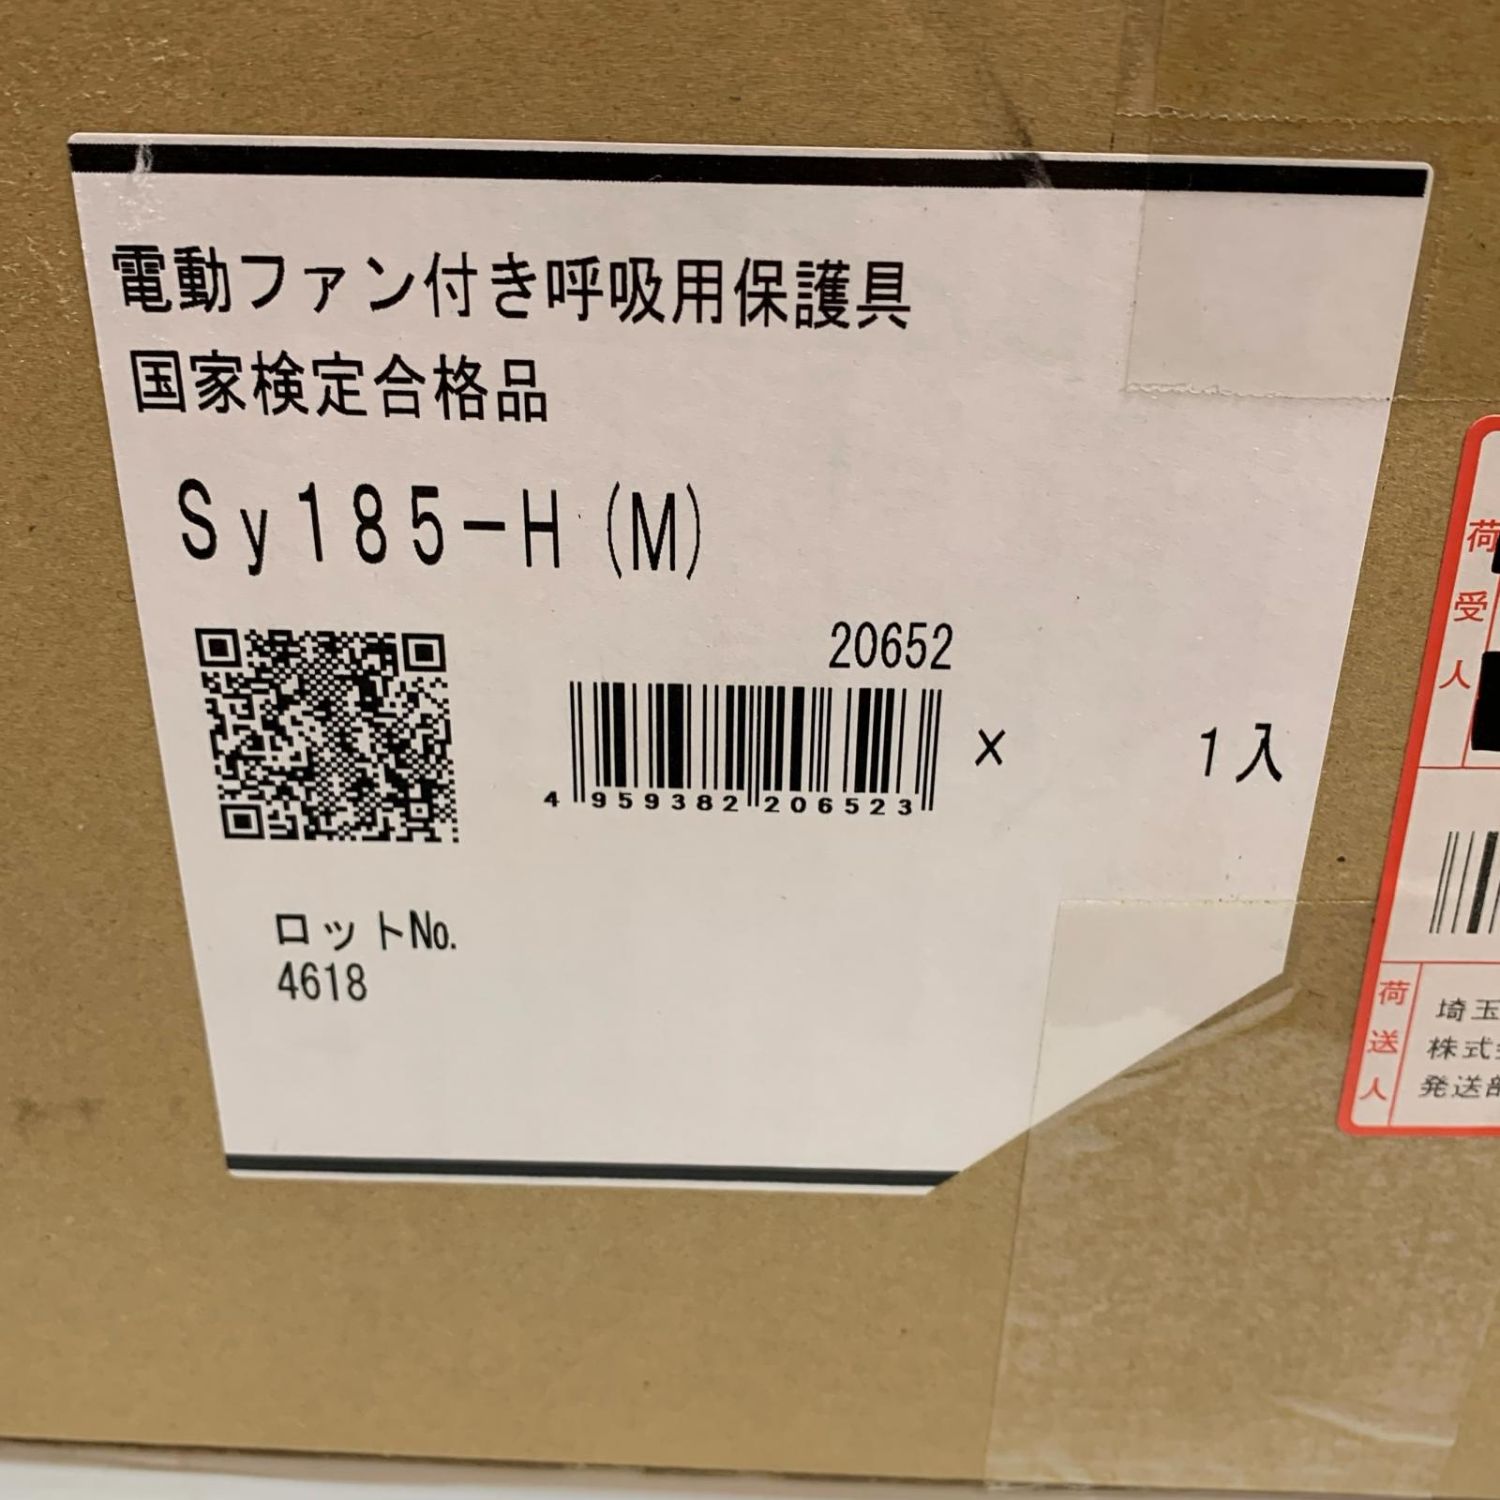 電動ファン付き呼吸用保護具
国家検定合格品
Sy185-H(M)
20652
4 959382 206523
× 1入
ロットNo.
4618
荷受人
荷送人
埼玉
株式
発送部